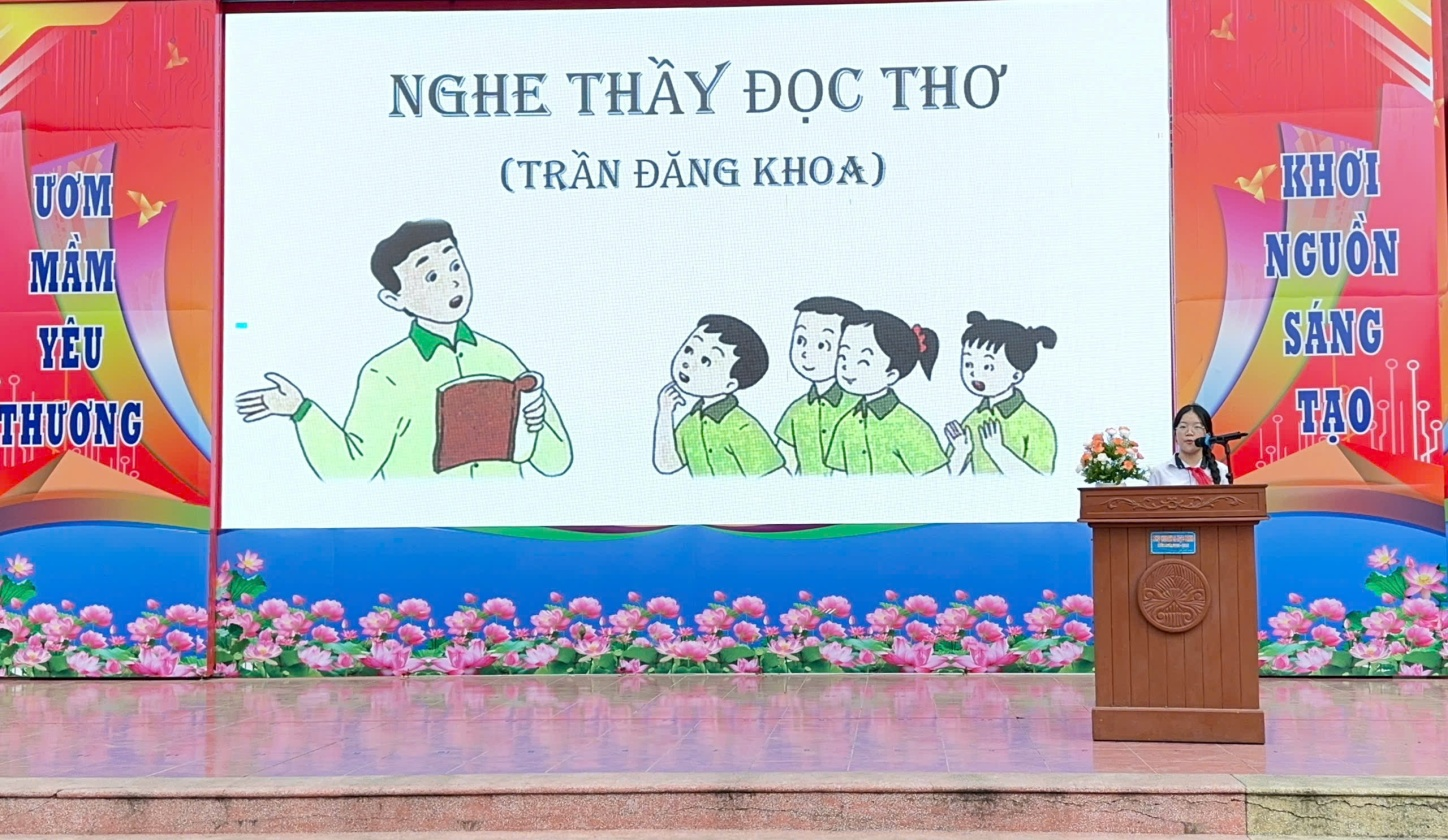 NGHE THẦY ĐỌC THƠ
(TRẦN ĐĂNG KHOA)
ƯƠM
MẦM
YÊU
THƯƠNG
KHƠI
NGUỒN
SÁNG
TẠO